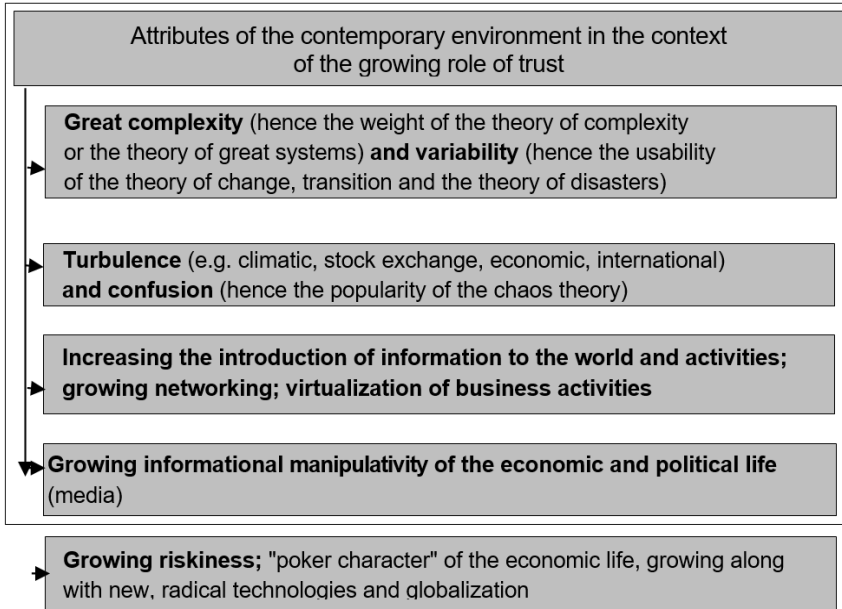 Attributes of the contemporary environment in the context
of the growing role of trust
Great complexity (hence the weight of the theory of complexity
or the theory of great systems) and variability (hence the usability
of the theory of change, transition and the theory of disasters)
Turbulence (e.g. climatic, stock exchange, economic, international)
and confusion (hence the popularity of the chaos theory)
Increasing the introduction of information to the world and activities;
growing networking; virtualization of business activities
Growing informational manipulativity of the economic and political life
(media)
Growing riskiness; "poker character" of the economic life, growing along
with new, radical technologies and globalization